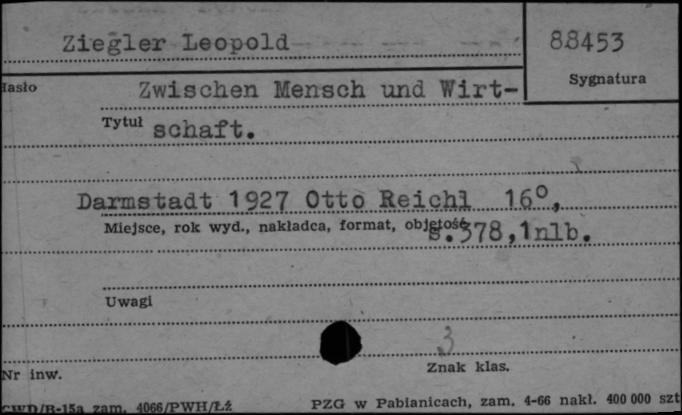 Ziegler Leopold
88453
Sygnatura
Hasło
Zwischen Mensch und Wirt-
Tytuł
schaft.
Darmstadt 1927 Otto Reichl 16°,
Miejsce, rok wyd., nakładca, format, objętość
s.378,1nlb.
Uwagi
3
Znak klas.
Nr inw.
CWD/B-15a zam. 4066/PWH/Łź
PZG w Pabianicach, zam. 4-66 nakł. 400 000 szt